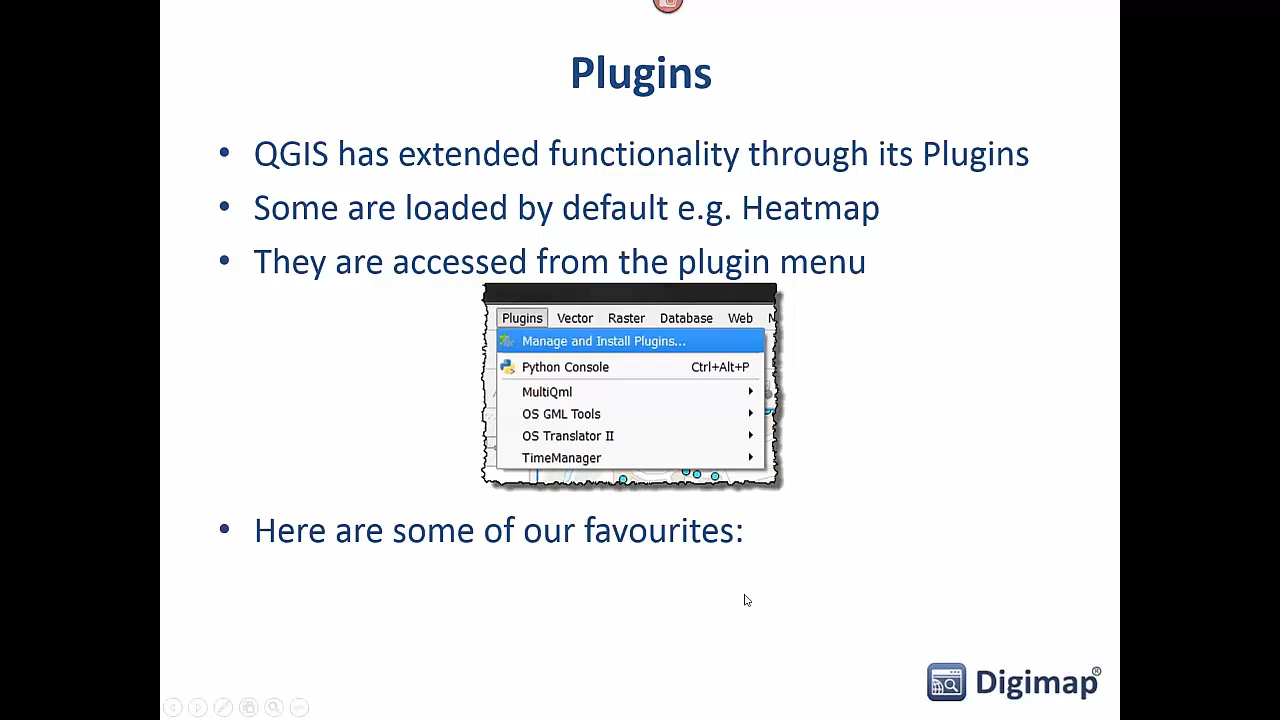 Plugins
• QGIS has extended functionality through its Plugins
• Some are loaded by default e.g. Heatmap
• They are accessed from the plugin menu
Plugins Vector Raster Database Web
Manage and Install Plugins...
Python Console Ctrl+Alt+P
MultiQml
OS GML Tools
OS Translator II
TimeManager
• Here are some of our favourites:
Digimap®